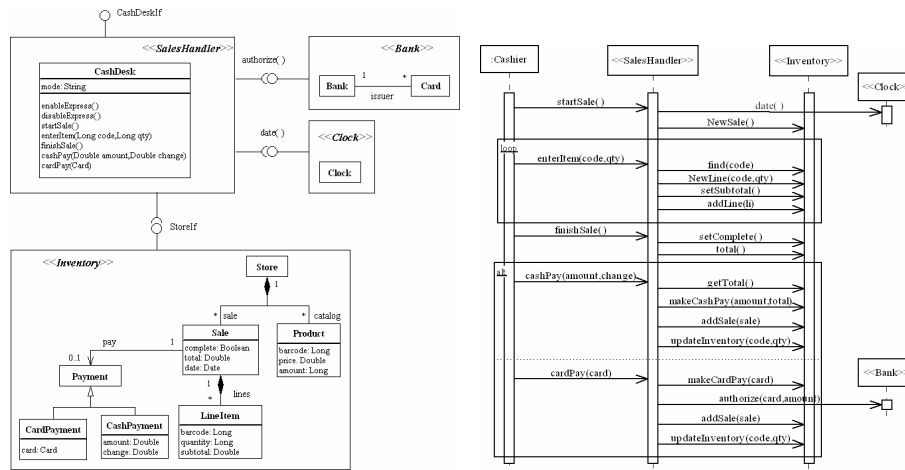 CashDeskIf
<<SalesHandler>>
CashDesk
mode: String
enableExpress()
disableExpress()
startSale()
enterItem(Long code,Long qty)
finishSale()
cashPay(Double amount,Double change)
cardPay(Card)
authorize()
<<Bank>>
Bank
1
*
issuer
Card
date()
<<Clock>>
Clock
StoreIf
<<Inventory>>
Store
1
* sale
* catalog
Sale
complete: Boolean
total: Double
date: Date
Product
barcode: Long
price: Double
amount: Long
pay
1
0..1
Payment
1
*
lines
CardPayment
card: Card
CashPayment
amount: Double
change: Double
LineItem
barcode: Long
quantity: Long
subtotal: Double
:Cashier
<<SalesHandler>>
<<Inventory>>
<<Clock>>
startSale()
date()
NewSale()
loop
enterItem(code,qty)
find(code)
NewLine(code,qty)
setSubtotal()
addLine(li)
finishSale()
setComplete()
total()
alt
cashPay(amount,change)
getTotal()
makeCashPay(amount,total)
addSale(sale)
updateInventory(code,qty)
cardPay(card)
makeCardPay(card)
<<Bank>>
authorize(card,amount)
addSale(sale)
updateInventory(code,qty)